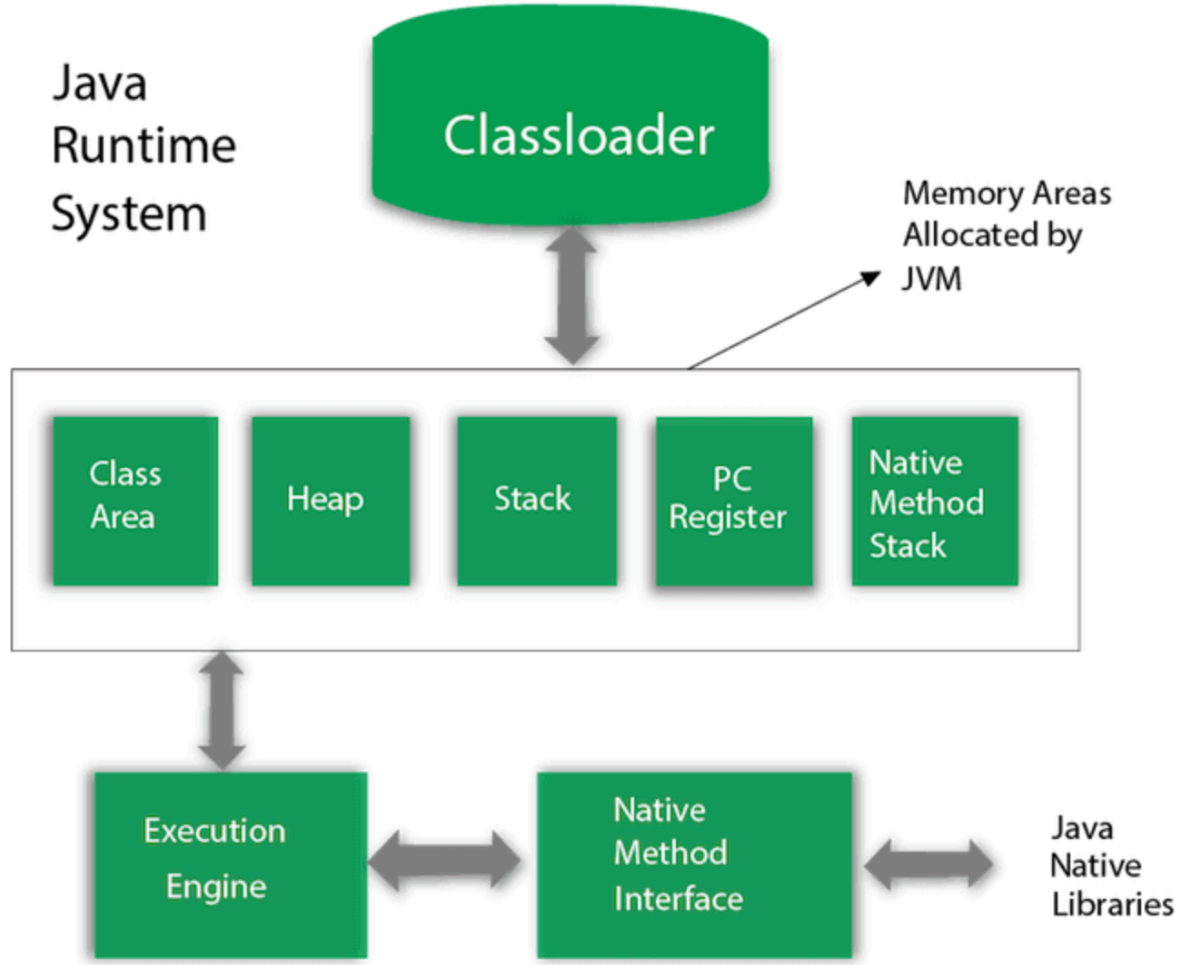 Java
Runtime
System
Classloader
Memory Areas
Allocated by
JVM
Class
Area
Heap
Stack
PC
Register
Native
Method
Stack
Execution
Engine
Native
Method
Interface
Java
Native
Libraries